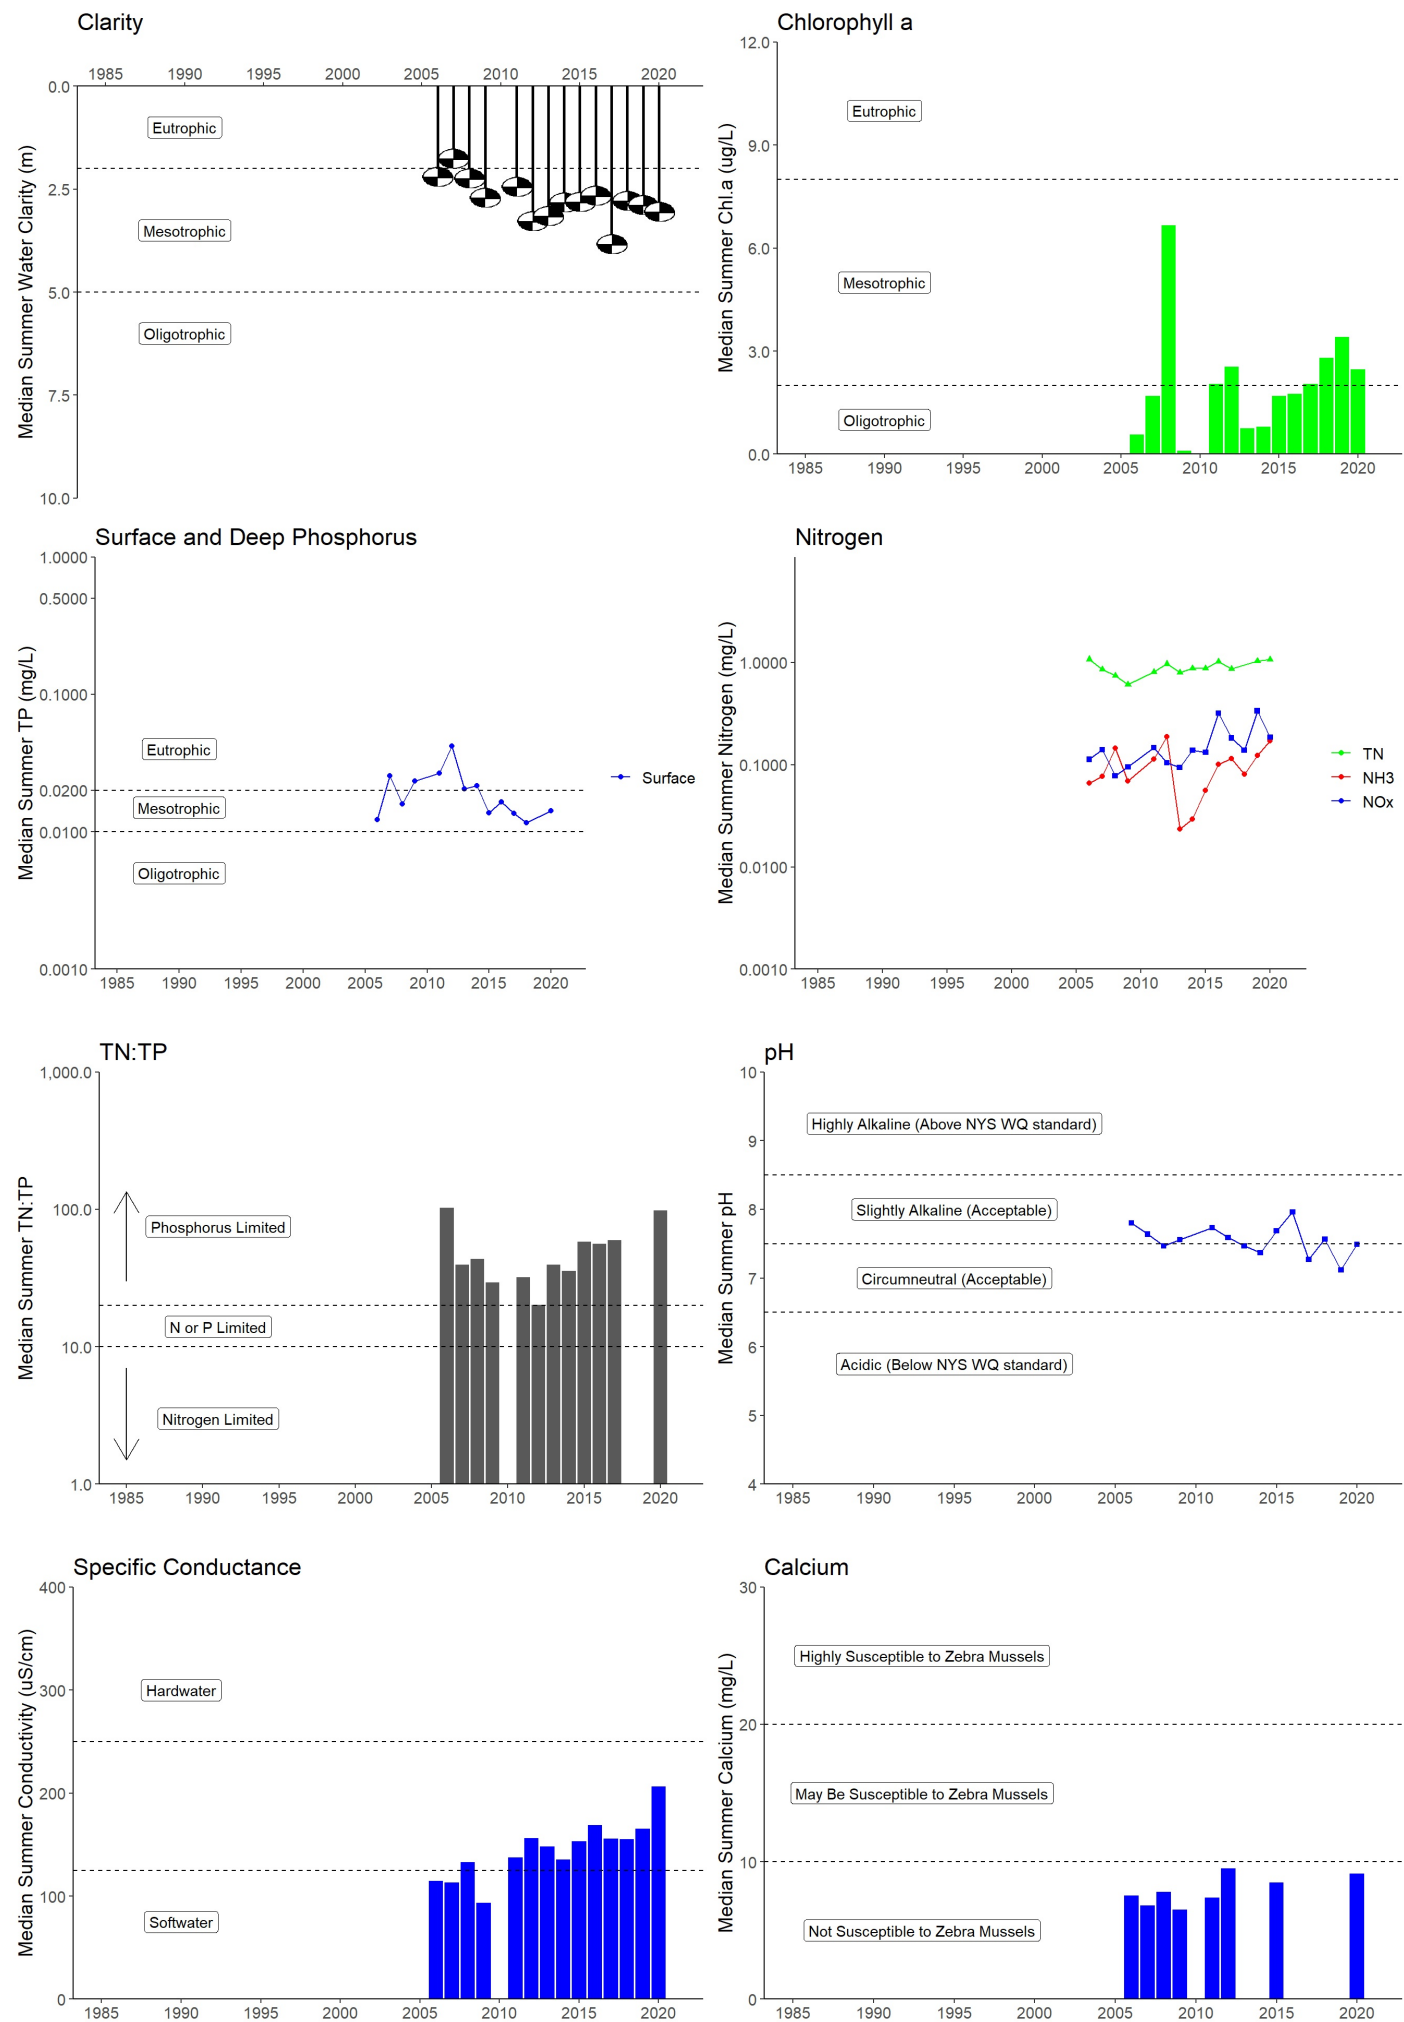 Clarity
1985 1990 1995 2000 2005 2010 2015 2020
0.0
2.5
5.0
7.5
10.0
Median Summer Water Clarity (m)
Eutrophic
Mesotrophic
Oligotrophic
Chlorophyll a
12.0
9.0
6.0
3.0
0.0
Median Summer Chl.a (ug/L)
Eutrophic
Mesotrophic
Oligotrophic
1985 1990 1995 2000 2005 2010 2015 2020
Surface and Deep Phosphorus
1.0000
0.5000
0.1000
0.0200
0.0100
0.0010
Median Summer TP (mg/L)
Eutrophic
Mesotrophic
Oligotrophic
Surface
1985 1990 1995 2000 2005 2010 2015 2020
Nitrogen
1.0000
0.1000
0.0100
0.0010
Median Summer Nitrogen (mg/L)
TN
NH3
NOx
1985 1990 1995 2000 2005 2010 2015 2020
TN:TP
1,000.0
100.0
10.0
1.0
Median Summer TN:TP
Phosphorus Limited
N or P Limited
Nitrogen Limited
1985 1990 1995 2000 2005 2010 2015 2020
pH
10
9
8
7
6
5
4
Median Summer pH
Highly Alkaline (Above NYS WQ standard)
Slightly Alkaline (Acceptable)
Circumneutral (Acceptable)
Acidic (Below NYS WQ standard)
1985 1990 1995 2000 2005 2010 2015 2020
Specific Conductance
400
300
200
100
0
Median Summer Conductivity (uS/cm)
Hardwater
Softwater
1985 1990 1995 2000 2005 2010 2015 2020
Calcium
30
20
10
0
Median Summer Calcium (mg/L)
Highly Susceptible to Zebra Mussels
May Be Susceptible to Zebra Mussels
Not Susceptible to Zebra Mussels
1985 1990 1995 2000 2005 2010 2015 2020